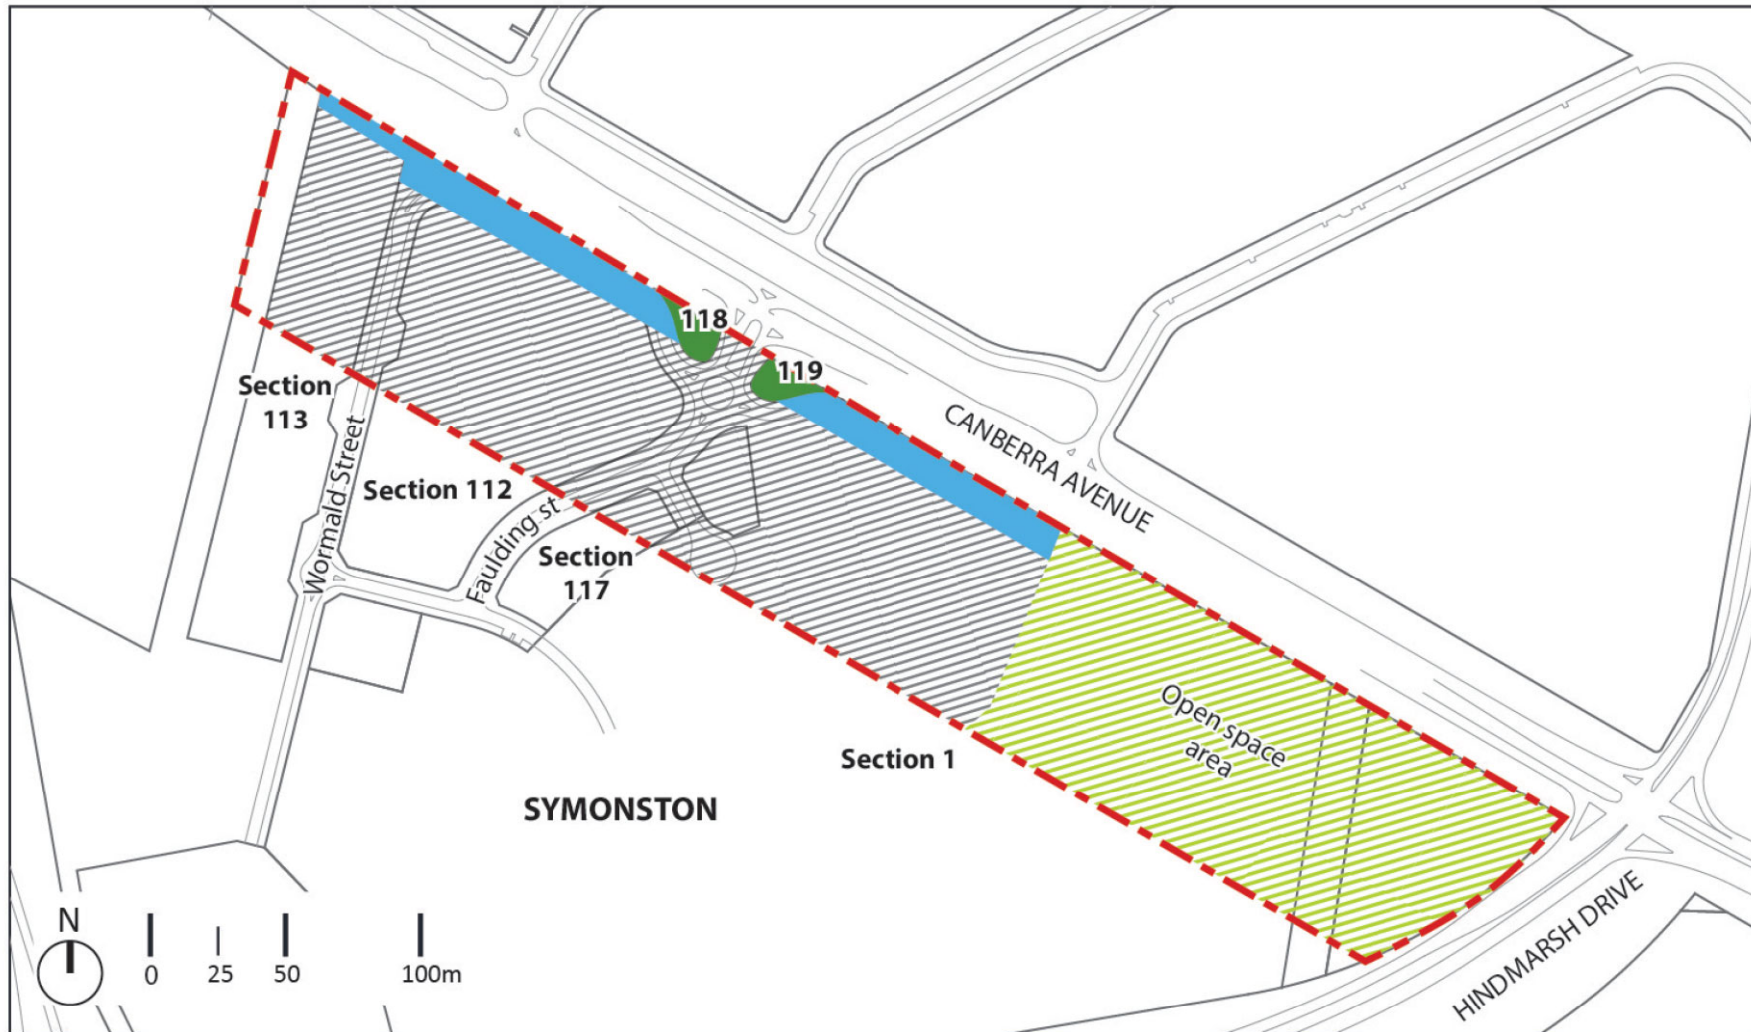 118
119
CANBERRA AVENUE
Section
113
Wormald Street
Section 112
Faulding st
Section
117
Open space
area
Section 1
SYMONSTON
HINDMARSH DRIVE
N
0 25 50 100m